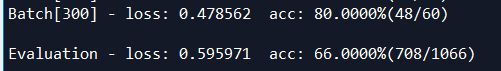 Batch[300] - loss: 0.478562  acc: 80.0000%(48/60)
Evaluation - loss: 0.595971  acc: 66.0000%(708/1066)